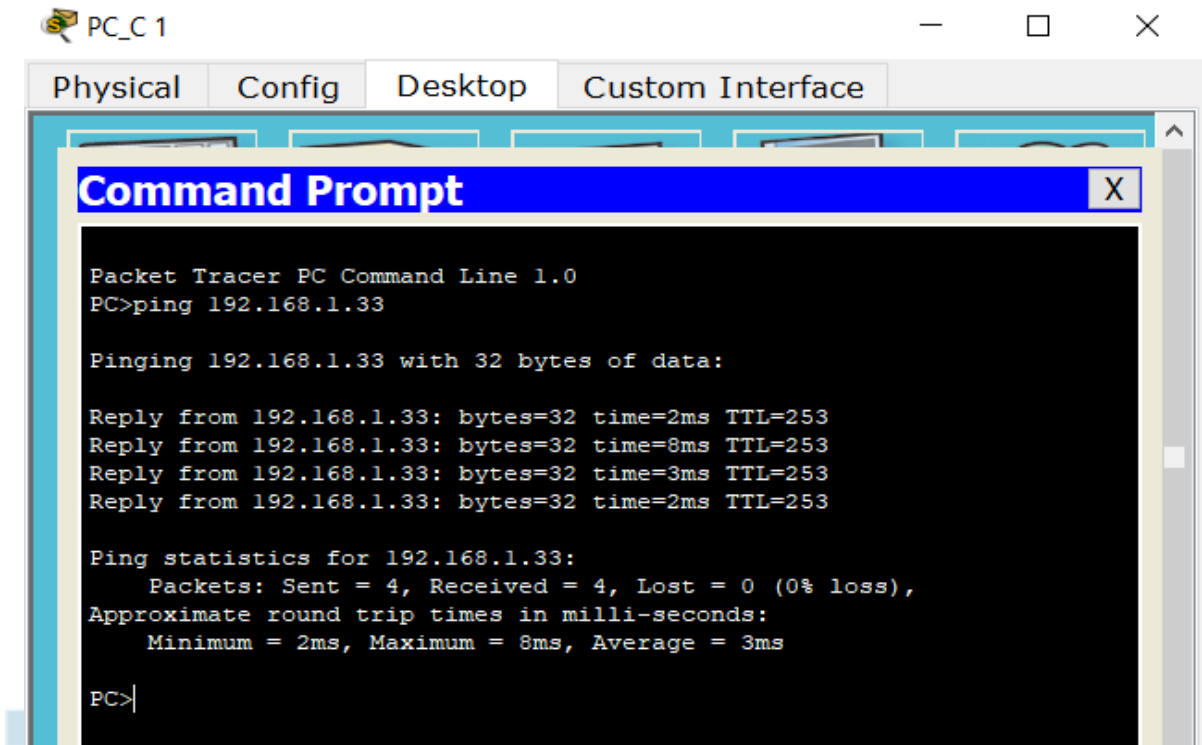 PC_C 1
Physical Config Desktop Custom Interface
Command Prompt X
Packet Tracer PC Command Line 1.0
PC>ping 192.168.1.33
Pinging 192.168.1.33 with 32 bytes of data:
Reply from 192.168.1.33: bytes=32 time=2ms TTL=253
Reply from 192.168.1.33: bytes=32 time=8ms TTL=253
Reply from 192.168.1.33: bytes=32 time=3ms TTL=253
Reply from 192.168.1.33: bytes=32 time=2ms TTL=253
Ping statistics for 192.168.1.33:
Packets: Sent = 4, Received = 4, Lost = 0 (0% loss),
Approximate round trip times in milli-seconds:
Minimum = 2ms, Maximum = 8ms, Average = 3ms
PC>